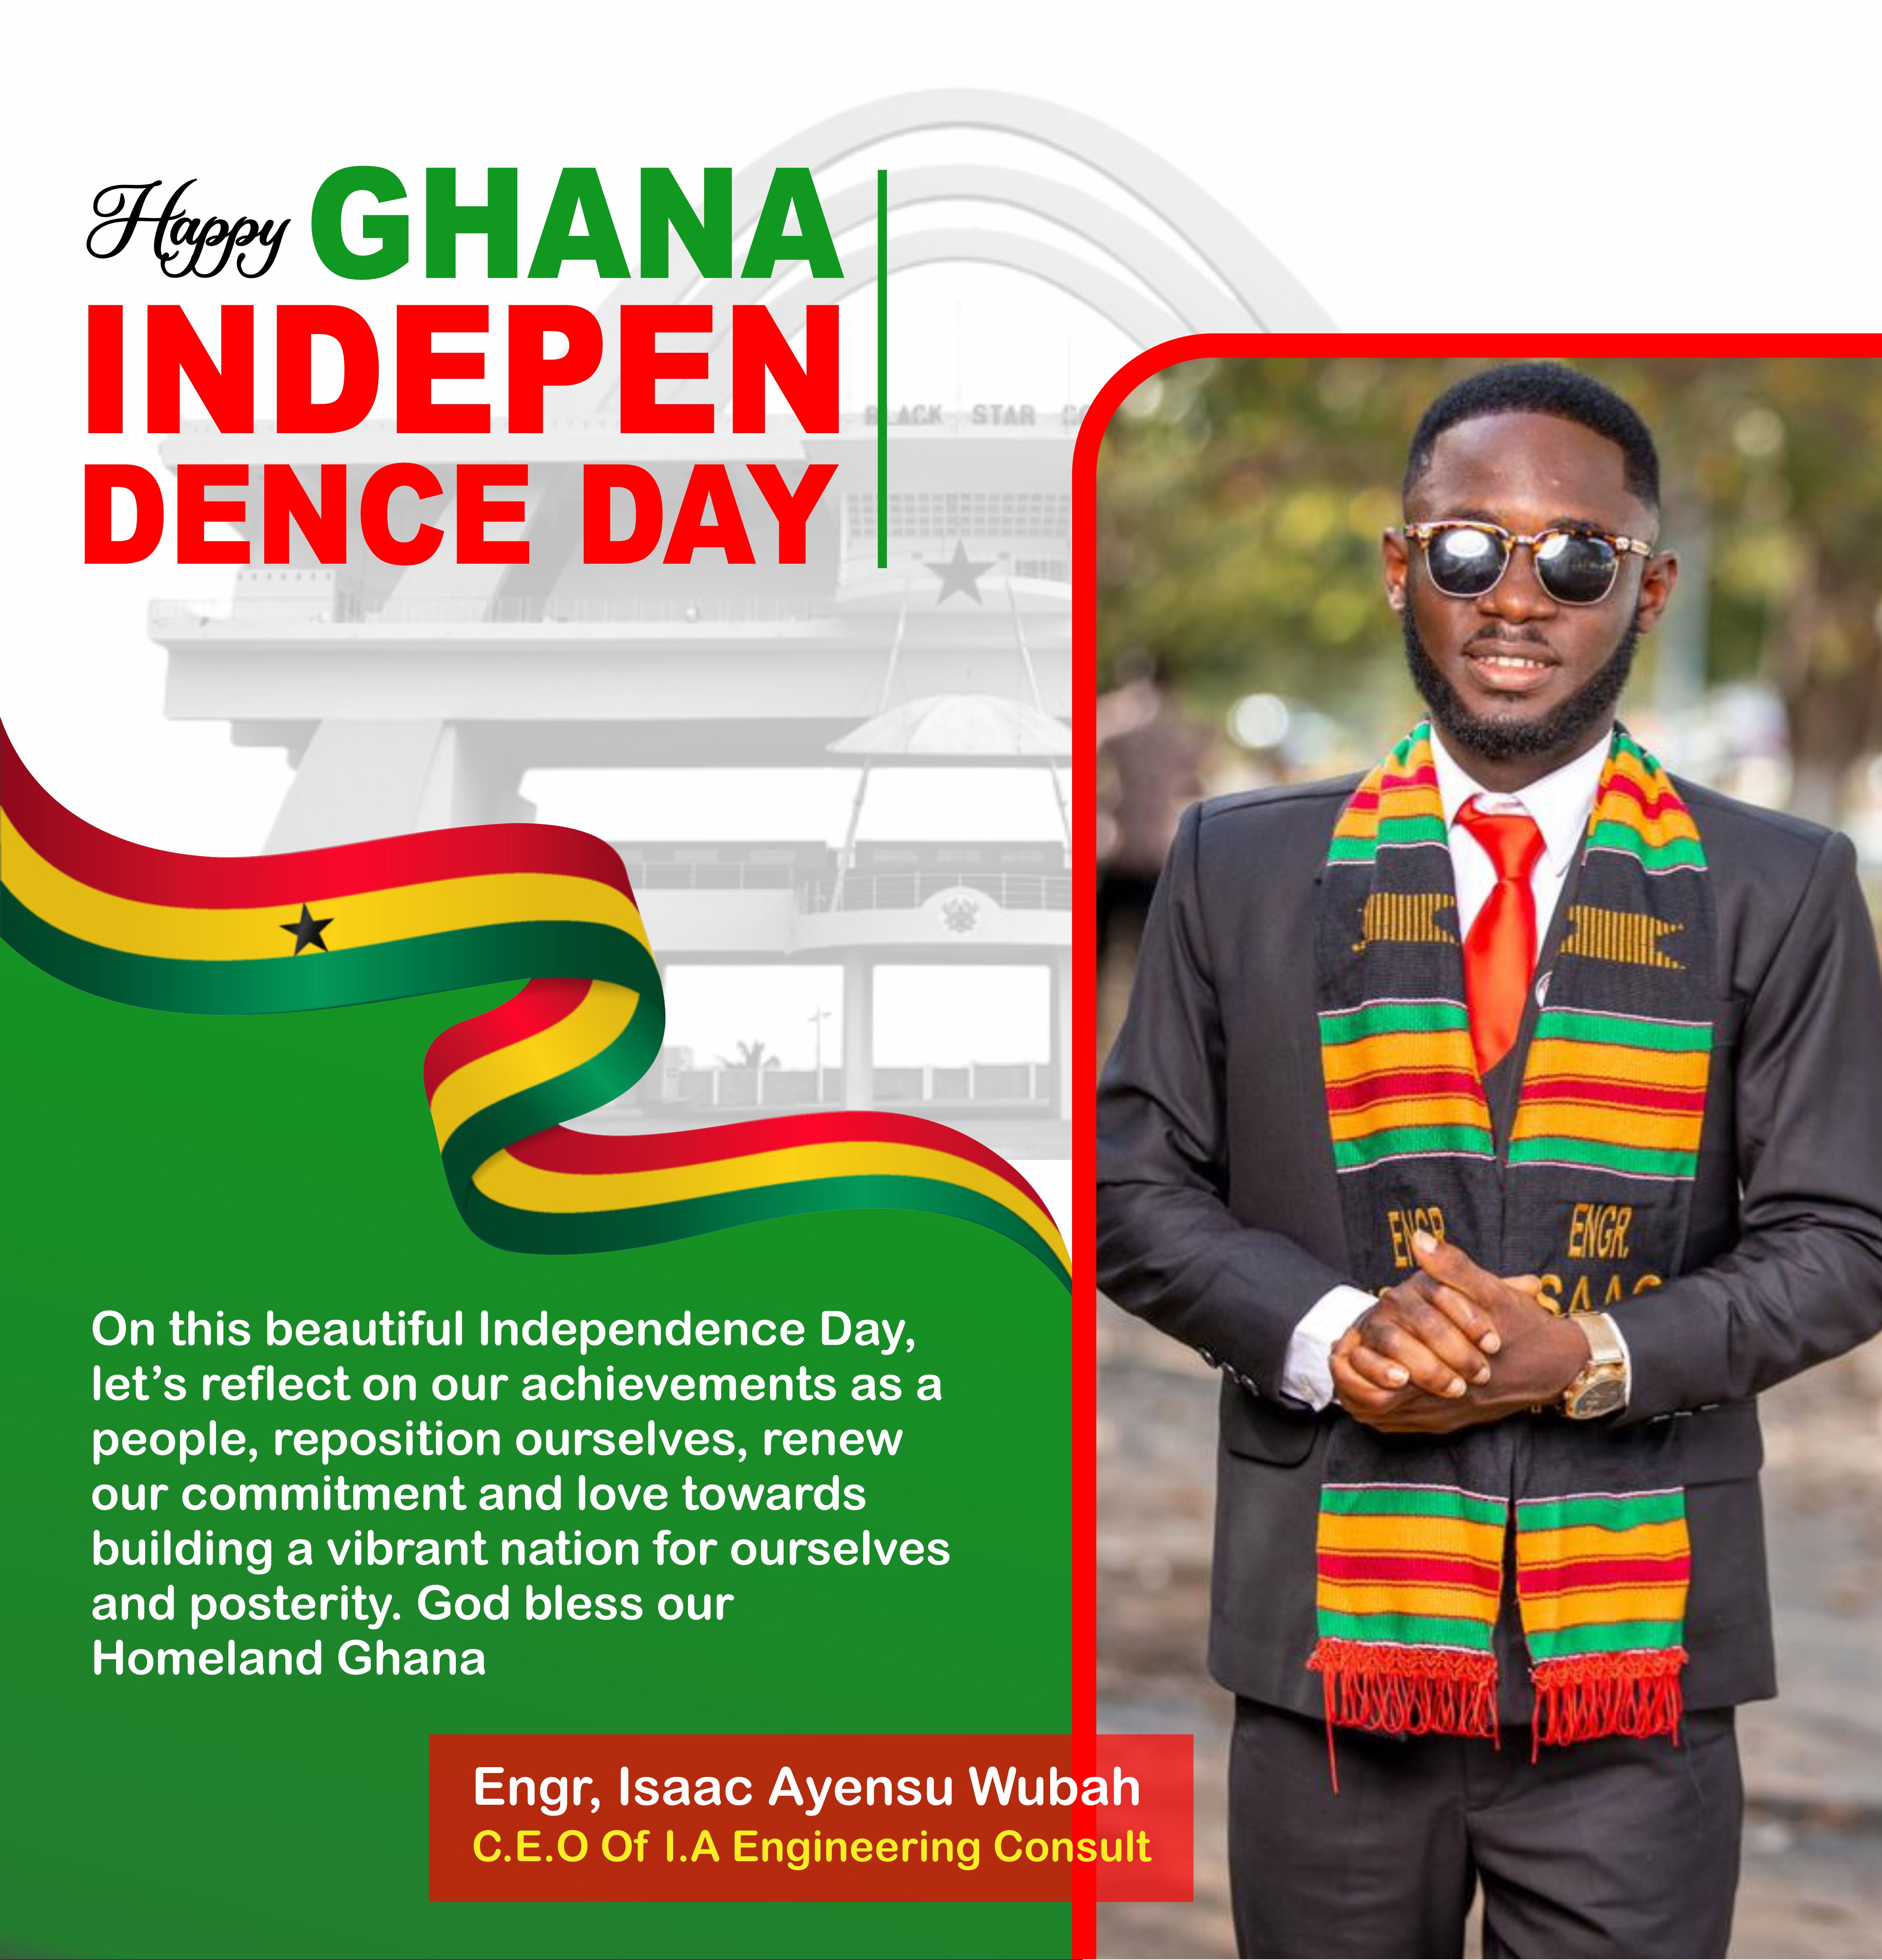 Happy GHANA
INDEPEN
DENCE DAY
BLACK STAR
On this beautiful Independence Day,
let’s reflect on our achievements as a
people, reposition ourselves, renew
our commitment and love towards
building a vibrant nation for ourselves
and posterity. God bless our
Homeland Ghana
ENGR.
ENGR.
ISAAC
Engr, Isaac Ayensu Wubah
C.E.O Of I.A Engineering Consult